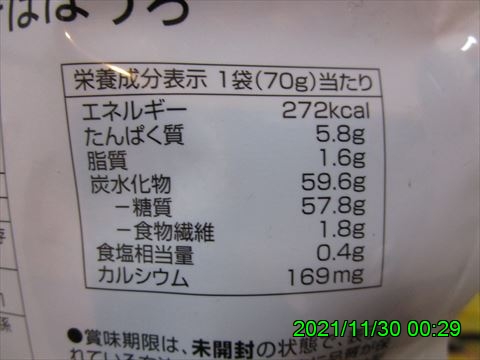 そばぼうろ
栄養成分表示 1袋(70g)当たり
エネルギー 272kcal
たんぱく質 5.8g
脂質 1.6g
炭水化物 59.6g
−糖質 57.8g
−食物繊維 1.8g
食塩相当量 0.4g
カルシウム 169mg
●賞味期限は、未開封の状態で、
2021/11/30 00:29